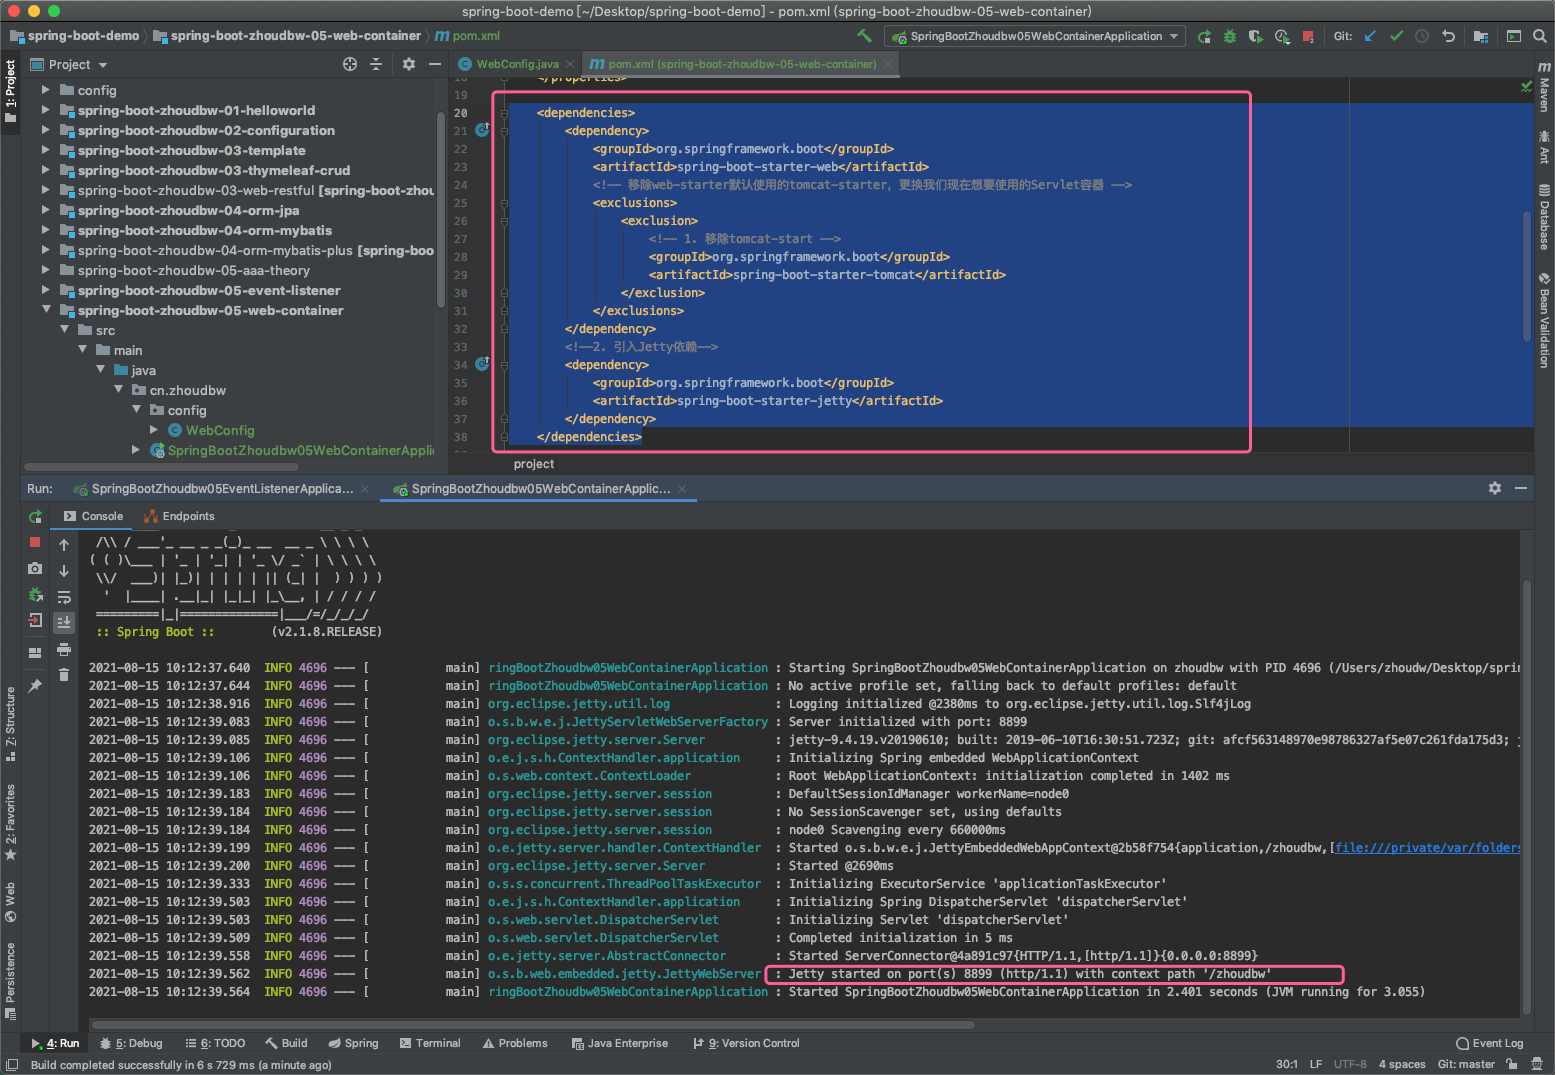 spring-boot-demo [~/Desktop/spring-boot-demo] - pom.xml (spring-boot-zhoudbw-05-web-container)
spring-boot-demo
spring-boot-zhoudbw-05-web-container
pom.xml
SpringBootZhoudbw05WebContainerApplication
Git:
Project
WebConfig.java
pom.xml (spring-boot-zhoudbw-05-web-container)
1: Project
config
spring-boot-zhoudbw-01-helloworld
spring-boot-zhoudbw-02-configuration
spring-boot-zhoudbw-03-template
spring-boot-zhoudbw-03-thymeleaf-crud
spring-boot-zhoudbw-03-web-restful [spring-boot-zhou
spring-boot-zhoudbw-04-orm-jpa
spring-boot-zhoudbw-04-orm-mybatis
spring-boot-zhoudbw-04-orm-mybatis-plus [spring-boo
spring-boot-zhoudbw-05-aaa-theory
spring-boot-zhoudbw-05-event-listener
spring-boot-zhoudbw-05-web-container
src
main
java
cn.zhoudbw
config
WebConfig
SpringBootZhoudbw05WebContainerAppli
18 </properties>
19
20 <dependencies>
21 <dependency>
22 <groupId>org.springframework.boot</groupId>
23 <artifactId>spring-boot-starter-web</artifactId>
24 <!-- 移除web-starter默认使用的tomcat-starter，更换我们现在想要使用的Servlet容器 -->
25 <exclusions>
26 <exclusion>
27 <!-- 1. 移除tomcat-start -->
28 <groupId>org.springframework.boot</groupId>
29 <artifactId>spring-boot-starter-tomcat</artifactId>
30 </exclusion>
31 </exclusions>
32 </dependency>
33 <!--2. 引入Jetty依赖-->
34 <dependency>
35 <groupId>org.springframework.boot</groupId>
36 <artifactId>spring-boot-starter-jetty</artifactId>
37 </dependency>
38 </dependencies>
project
Maven
Ant
Database
Bean Validation
Run:
SpringBootZhoudbw05EventListenerApplica...
SpringBootZhoudbw05WebContainerApplic...
Console
Endpoints
/\\ / ___'_ __ _ _(_)_ __  __ _ \ \ \ \
( ( )\___ | '_ | '_| | '_ \/ _` | \ \ \ \
\\/  ___)| |_)| | | | | || (_| |  ) ) ) )
'  |____| .__|_| |_|_| |_\__, | / / / /
=========|_|==============|___/=/_/_/_/
:: Spring Boot ::        (v2.1.8.RELEASE)
2021-08-15 10:12:37.640 INFO 4696 --- [ main] ringBootZhoudbw05WebContainerApplication : Starting SpringBootZhoudbw05WebContainerApplication on zhoudbw with PID 4696 (/Users/zhoudw/Desktop/sprin
2021-08-15 10:12:37.644 INFO 4696 --- [ main] ringBootZhoudbw05WebContainerApplication : No active profile set, falling back to default profiles: default
2021-08-15 10:12:38.916 INFO 4696 --- [ main] org.eclipse.jetty.util.log : Logging initialized @2380ms to org.eclipse.jetty.util.log.Slf4jLog
2021-08-15 10:12:39.083 INFO 4696 --- [ main] o.s.b.w.e.j.JettyServletWebServerFactory : Server initialized with port: 8899
2021-08-15 10:12:39.085 INFO 4696 --- [ main] org.eclipse.jetty.server.Server : jetty-9.4.19.v20190610; built: 2019-06-10T16:30:51.723Z; git: afcf563148970e98786327af5e07c261fda175d3; j
2021-08-15 10:12:39.106 INFO 4696 --- [ main] o.e.j.s.h.ContextHandler.application : Initializing Spring embedded WebApplicationContext
2021-08-15 10:12:39.106 INFO 4696 --- [ main] o.s.web.context.ContextLoader : Root WebApplicationContext: initialization completed in 1402 ms
2021-08-15 10:12:39.183 INFO 4696 --- [ main] org.eclipse.jetty.server.session : DefaultSessionIdManager workerName=node0
2021-08-15 10:12:39.184 INFO 4696 --- [ main] org.eclipse.jetty.server.session : No SessionScavenger set, using defaults
2021-08-15 10:12:39.184 INFO 4696 --- [ main] org.eclipse.jetty.server.session : node0 Scavenging every 660000ms
2021-08-15 10:12:39.199 INFO 4696 --- [ main] o.e.jetty.server.handler.ContextHandler : Started o.s.b.w.e.j.JettyEmbeddedWebAppContext@2b58f754{application,/zhoudbw,[file:///private/var/folders
2021-08-15 10:12:39.200 INFO 4696 --- [ main] org.eclipse.jetty.server.Server : Started @2690ms
2021-08-15 10:12:39.333 INFO 4696 --- [ main] o.s.s.concurrent.ThreadPoolTaskExecutor : Initializing ExecutorService 'applicationTaskExecutor'
2021-08-15 10:12:39.503 INFO 4696 --- [ main] o.e.j.s.h.ContextHandler.application : Initializing Spring DispatcherServlet 'dispatcherServlet'
2021-08-15 10:12:39.503 INFO 4696 --- [ main] o.s.web.servlet.DispatcherServlet : Initializing Servlet 'dispatcherServlet'
2021-08-15 10:12:39.509 INFO 4696 --- [ main] o.s.web.servlet.DispatcherServlet : Completed initialization in 5 ms
2021-08-15 10:12:39.558 INFO 4696 --- [ main] o.e.jetty.server.AbstractConnector : Started ServerConnector@4a891c97{HTTP/1.1,[http/1.1]}{0.0.0.0:8899}
2021-08-15 10:12:39.562 INFO 4696 --- [ main] o.s.b.web.embedded.jetty.JettyWebServer : Jetty started on port(s) 8899 (http/1.1) with context path '/zhoudbw'
2021-08-15 10:12:39.564 INFO 4696 --- [ main] ringBootZhoudbw05WebContainerApplication : Started SpringBootZhoudbw05WebContainerApplication in 2.401 seconds (JVM running for 3.055)
Z: Structure
2: Favorites
Web
Persistence
4: Run
5: Debug
6: TODO
Build
Spring
Terminal
Problems
Java Enterprise
9: Version Control
Event Log
Build completed successfully in 6 s 729 ms (a minute ago)
30:1 LF UTF-8 4 spaces Git: master